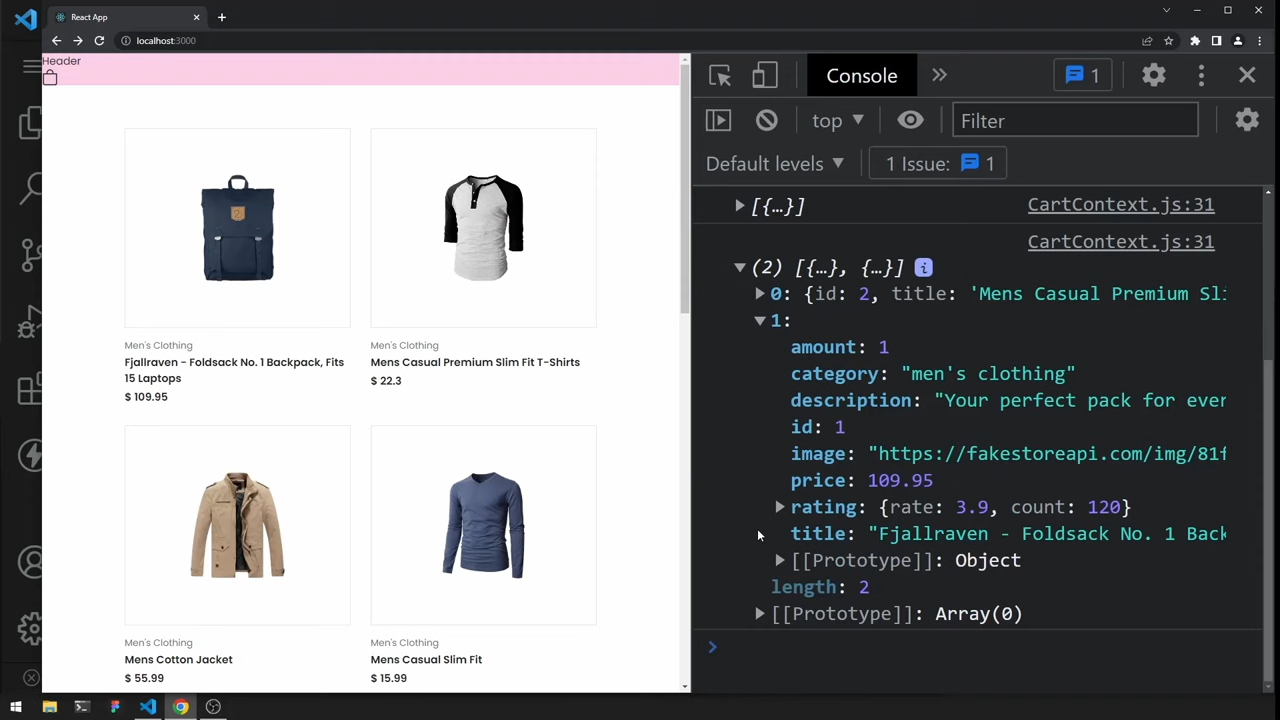 React App
localhost:3000
Header
Men's Clothing
Fjallraven - Foldsack No. 1 Backpack, Fits
15 Laptops
$ 109.95
Men's Clothing
Mens Casual Premium Slim Fit T-Shirts
$ 22.3
Men's Clothing
Mens Cotton Jacket
$ 55.99
Men's Clothing
Mens Casual Slim Fit
$ 15.99
Console
1
top
Filter
Default levels
1 Issue: 1
[{…}]
CartContext.js:31
CartContext.js:31
(2) [{…}, {…}] i
0: {id: 2, title: 'Mens Casual Premium Sli
1:
amount: 1
category: "men's clothing"
description: "Your perfect pack for ever
id: 1
image: "https://fakestoreapi.com/img/81f
price: 109.95
rating: {rate: 3.9, count: 120}
title: "Fjallraven - Foldsack No. 1 Back
[[Prototype]]: Object
length: 2
[[Prototype]]: Array(0)